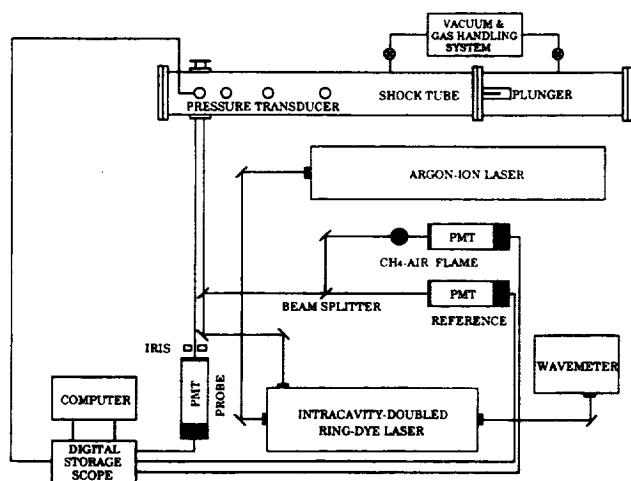 VACUUM &
GAS HANDLING
SYSTEM
PRESSURE TRANSDUCER
SHOCK TUBE
PLUNGER
ARGON-ION LASER
PMT
CH₄-AIR FLAME
BEAM SPLITTER
PMT
REFERENCE
IRIS
PMT
PROBE
WAVEMETER
COMPUTER
INTRACAVITY-DOUBLED
RING-DYE LASER
DIGITAL
STORAGE
SCOPE